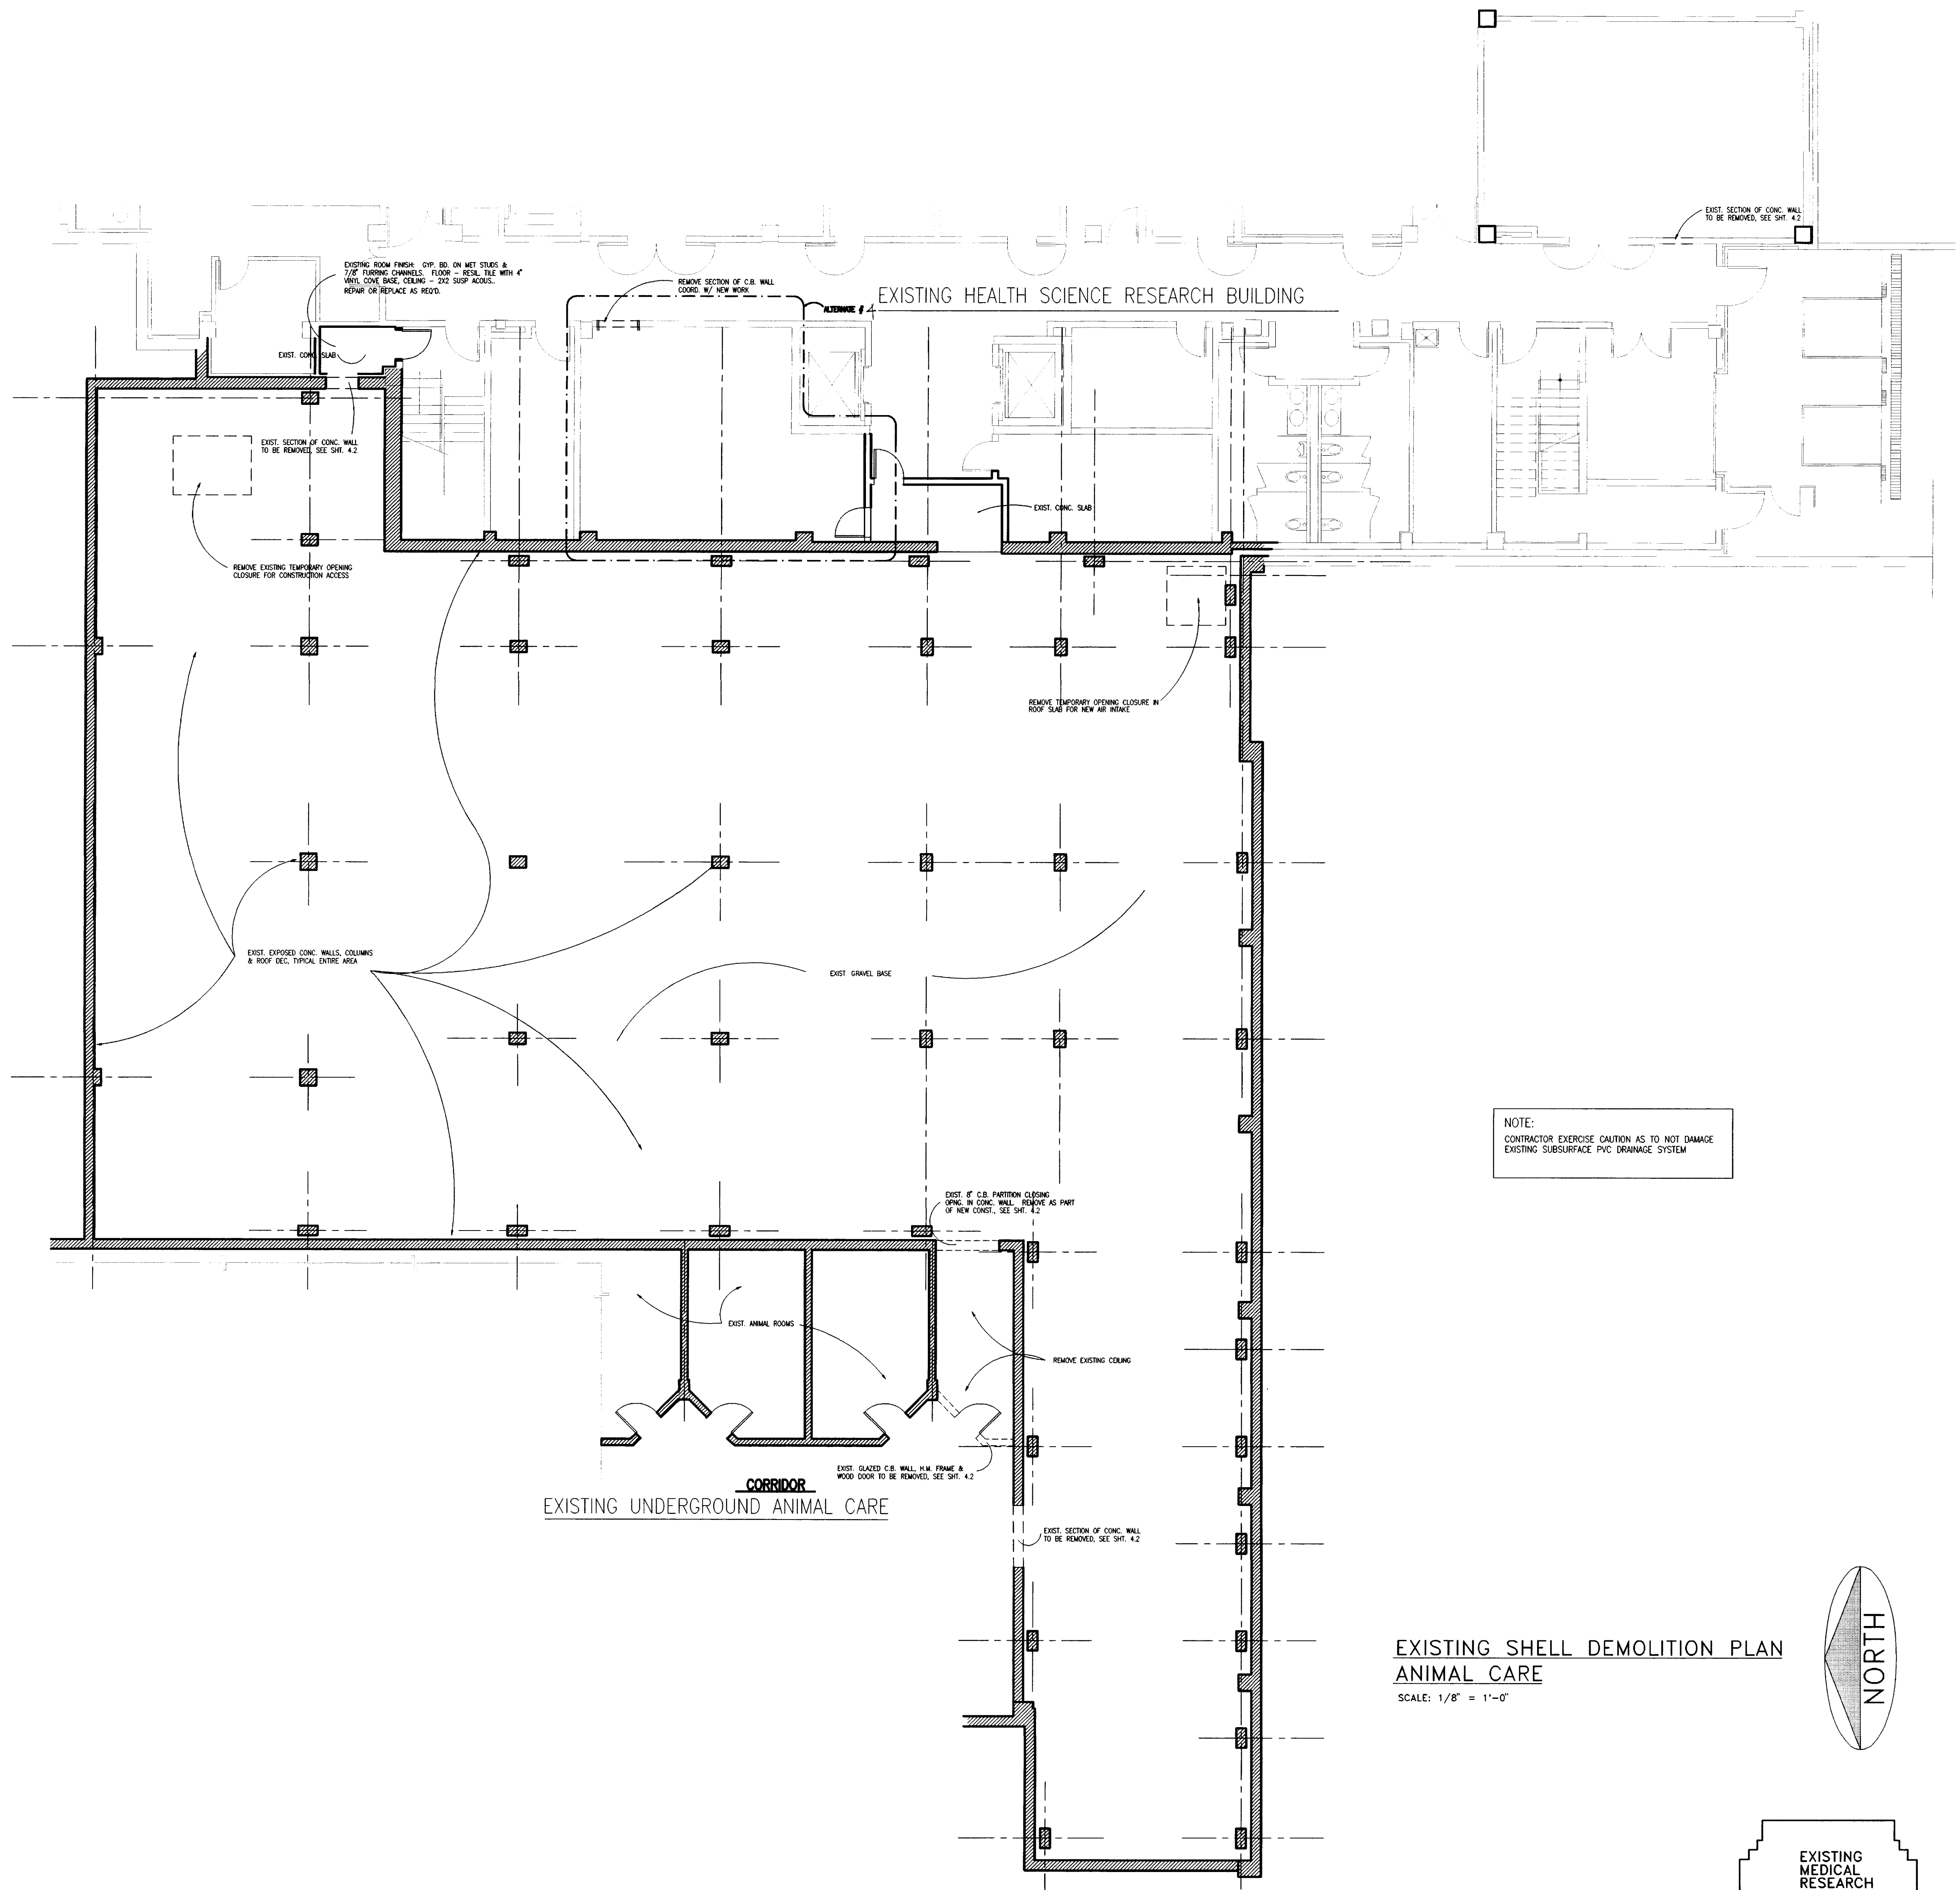 EXIST. SECTION OF CONC. WALL
TO BE REMOVED, SEE SHT. 4.2
EXISTING ROOM FINISH: GYP. BD. ON MET STUDS &
7/8" FURRING CHANNELS. FLOOR - RESIL. TILE WITH 4"
VINYL COVE BASE, CEILING - 2X2 SUSP ACOUS..
REPAIR OR REPLACE AS REQ'D.
REMOVE SECTION OF C.B. WALL
COORD. W/ NEW WORK
ALTERNATE # 4
EXISTING HEALTH SCIENCE RESEARCH BUILDING
EXIST. CONC. SLAB
EXIST. SECTION OF CONC. WALL
TO BE REMOVED, SEE SHT. 4.2
EXIST. CONC. SLAB
REMOVE EXISTING TEMPORARY OPENING
CLOSURE FOR CONSTRUCTION ACCESS
REMOVE TEMPORARY OPENING CLOSURE IN
ROOF SLAB FOR NEW AIR INTAKE
EXIST. EXPOSED CONC. WALLS, COLUMNS
& ROOF DEC, TYPICAL ENTIRE AREA
EXIST. GRAVEL BASE
NOTE:
CONTRACTOR EXERCISE CAUTION AS TO NOT DAMAGE
EXISTING SUBSURFACE PVC DRAINAGE SYSTEM
EXIST. 8" C.B. PARTITION CLOSING
OPNG. IN CONC. WALL. REMOVE AS PART
OF NEW CONST., SEE SHT. 4.2
EXIST. ANIMAL ROOMS
REMOVE EXISTING CEILING
EXIST. GLAZED C.B. WALL, H.M. FRAME &
WOOD DOOR TO BE REMOVED, SEE SHT. 4.2
CORRIDOR
EXISTING UNDERGROUND ANIMAL CARE
EXIST. SECTION OF CONC. WALL
TO BE REMOVED, SEE SHT. 4.2
EXISTING SHELL DEMOLITION PLAN
ANIMAL CARE
SCALE: 1/8" = 1'-0"
NORTH
EXISTING
MEDICAL
RESEARCH